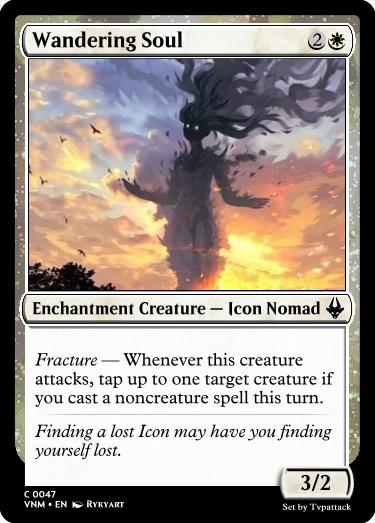 Wandering Soul 2
Enchantment Creature — Icon Nomad
Fracture — Whenever this creature
attacks, tap up to one target creature if
you cast a noncreature spell this turn.
Finding a lost Icon may have you finding
yourself lost.
3/2
C 0047
VNM • EN Rykyart
Set by Tvpattack